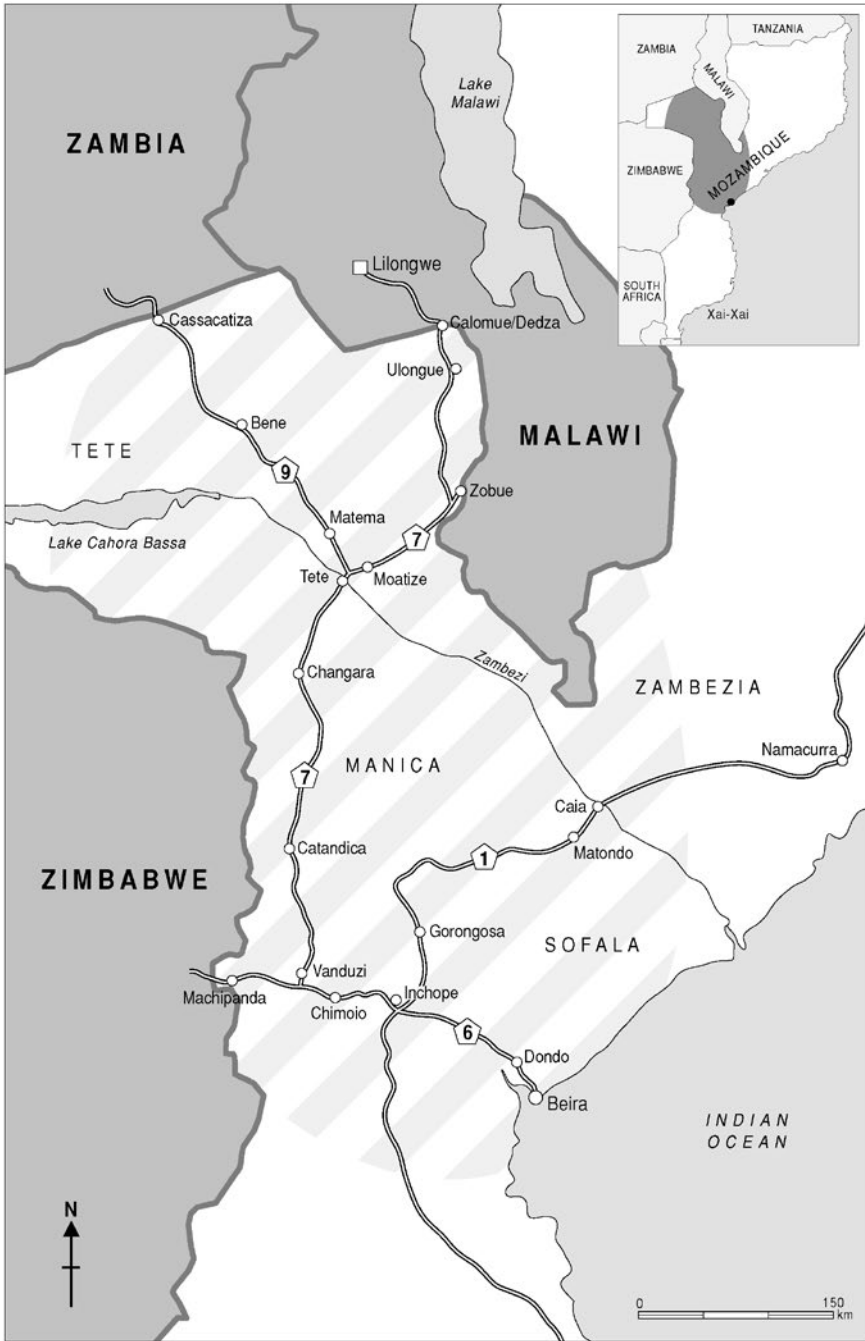 TANZANIA
ZAMBIA
MALAWI
ZIMBABWE
MOZAMBIQUE
SOUTH
AFRICA
Xai-Xai
Lake
Malawi
ZAMBIA
Lilongwe
Cassacatiza
Calomue/Dedza
Ulongue
Bene
MALAWI
TETE
9
Zobue
Matema
7
Lake Cahora Bassa
Tete
Moatize
Changara
Zambezi
ZAMBEZIA
Namacurra
MANICA
7
Caia
Matondo
Catandica
1
ZIMBABWE
Gorongosa
SOFALA
Vanduzi
Machipanda
Chimoio
Inchope
6
Dondo
Beira
INDIAN
OCEAN
N
0
150
km